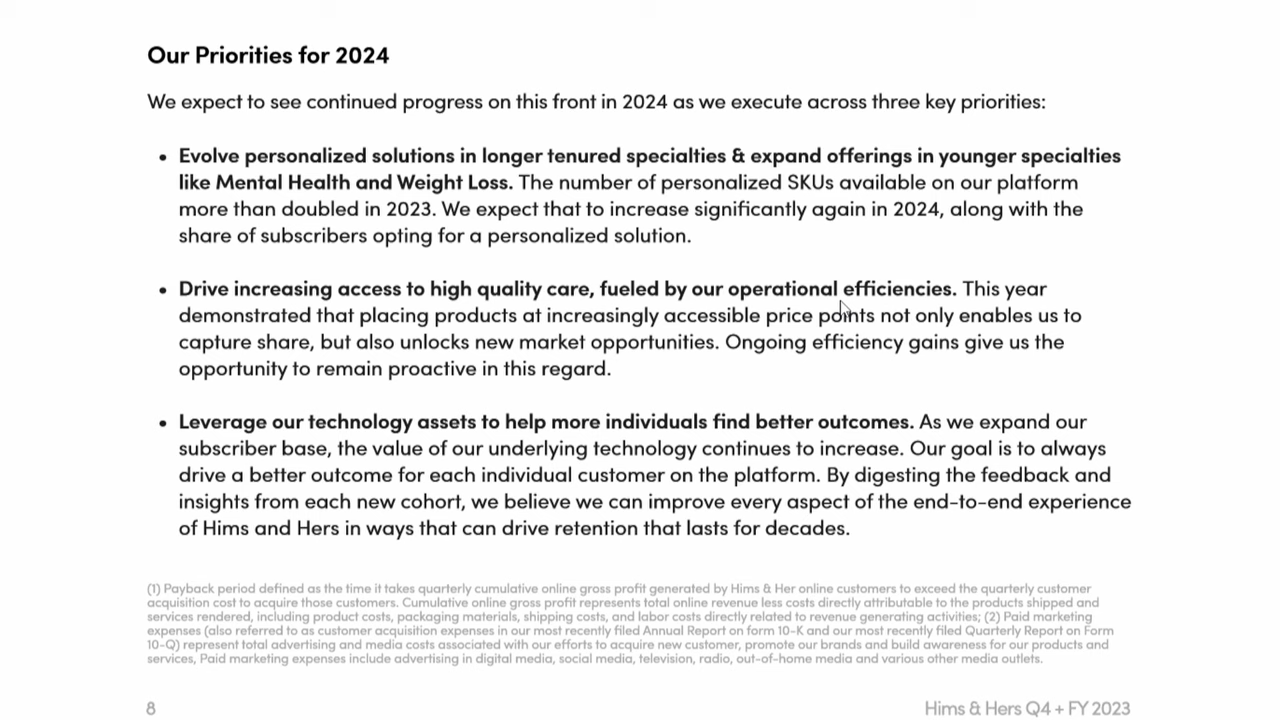 Our Priorities for 2024
We expect to see continued progress on this front in 2024 as we execute across three key priorities:
• Evolve personalized solutions in longer tenured specialties & expand offerings in younger specialties
like Mental Health and Weight Loss. The number of personalized SKUs available on our platform
more than doubled in 2023. We expect that to increase significantly again in 2024, along with the
share of subscribers opting for a personalized solution.
• Drive increasing access to high quality care, fueled by our operational efficiencies. This year
demonstrated that placing products at increasingly accessible price points not only enables us to
capture share, but also unlocks new market opportunities. Ongoing efficiency gains give us the
opportunity to remain proactive in this regard.
• Leverage our technology assets to help more individuals find better outcomes. As we expand our
subscriber base, the value of our underlying technology continues to increase. Our goal is to always
drive a better outcome for each individual customer on the platform. By digesting the feedback and
insights from each new cohort, we believe we can improve every aspect of the end-to-end experience
of Hims and Hers in ways that can drive retention that lasts for decades.
(1) Payback period defined as the time it takes quarterly cumulative online gross profit generated by Hims & Her online customers to exceed the quarterly customer
acquisition cost to acquire those customers. Cumulative online gross profit represents total online revenue less costs directly attributable to the products shipped and
services rendered, including product costs, packaging materials, shipping costs, and labor costs directly related to revenue generating activities; (2) Paid marketing
expenses (also referred to as customer acquisition expenses in our most recently filed Annual Report on form 10-K and our most recently filed Quarterly Report on Form
10-Q) represent total advertising and media costs associated with our efforts to acquire new customer, promote our brands and build awareness for our products and
services, Paid marketing expenses include advertising in digital media, social media, television, radio, out-of-home media and various other media outlets.
8
Hims & Hers Q4 + FY 2023